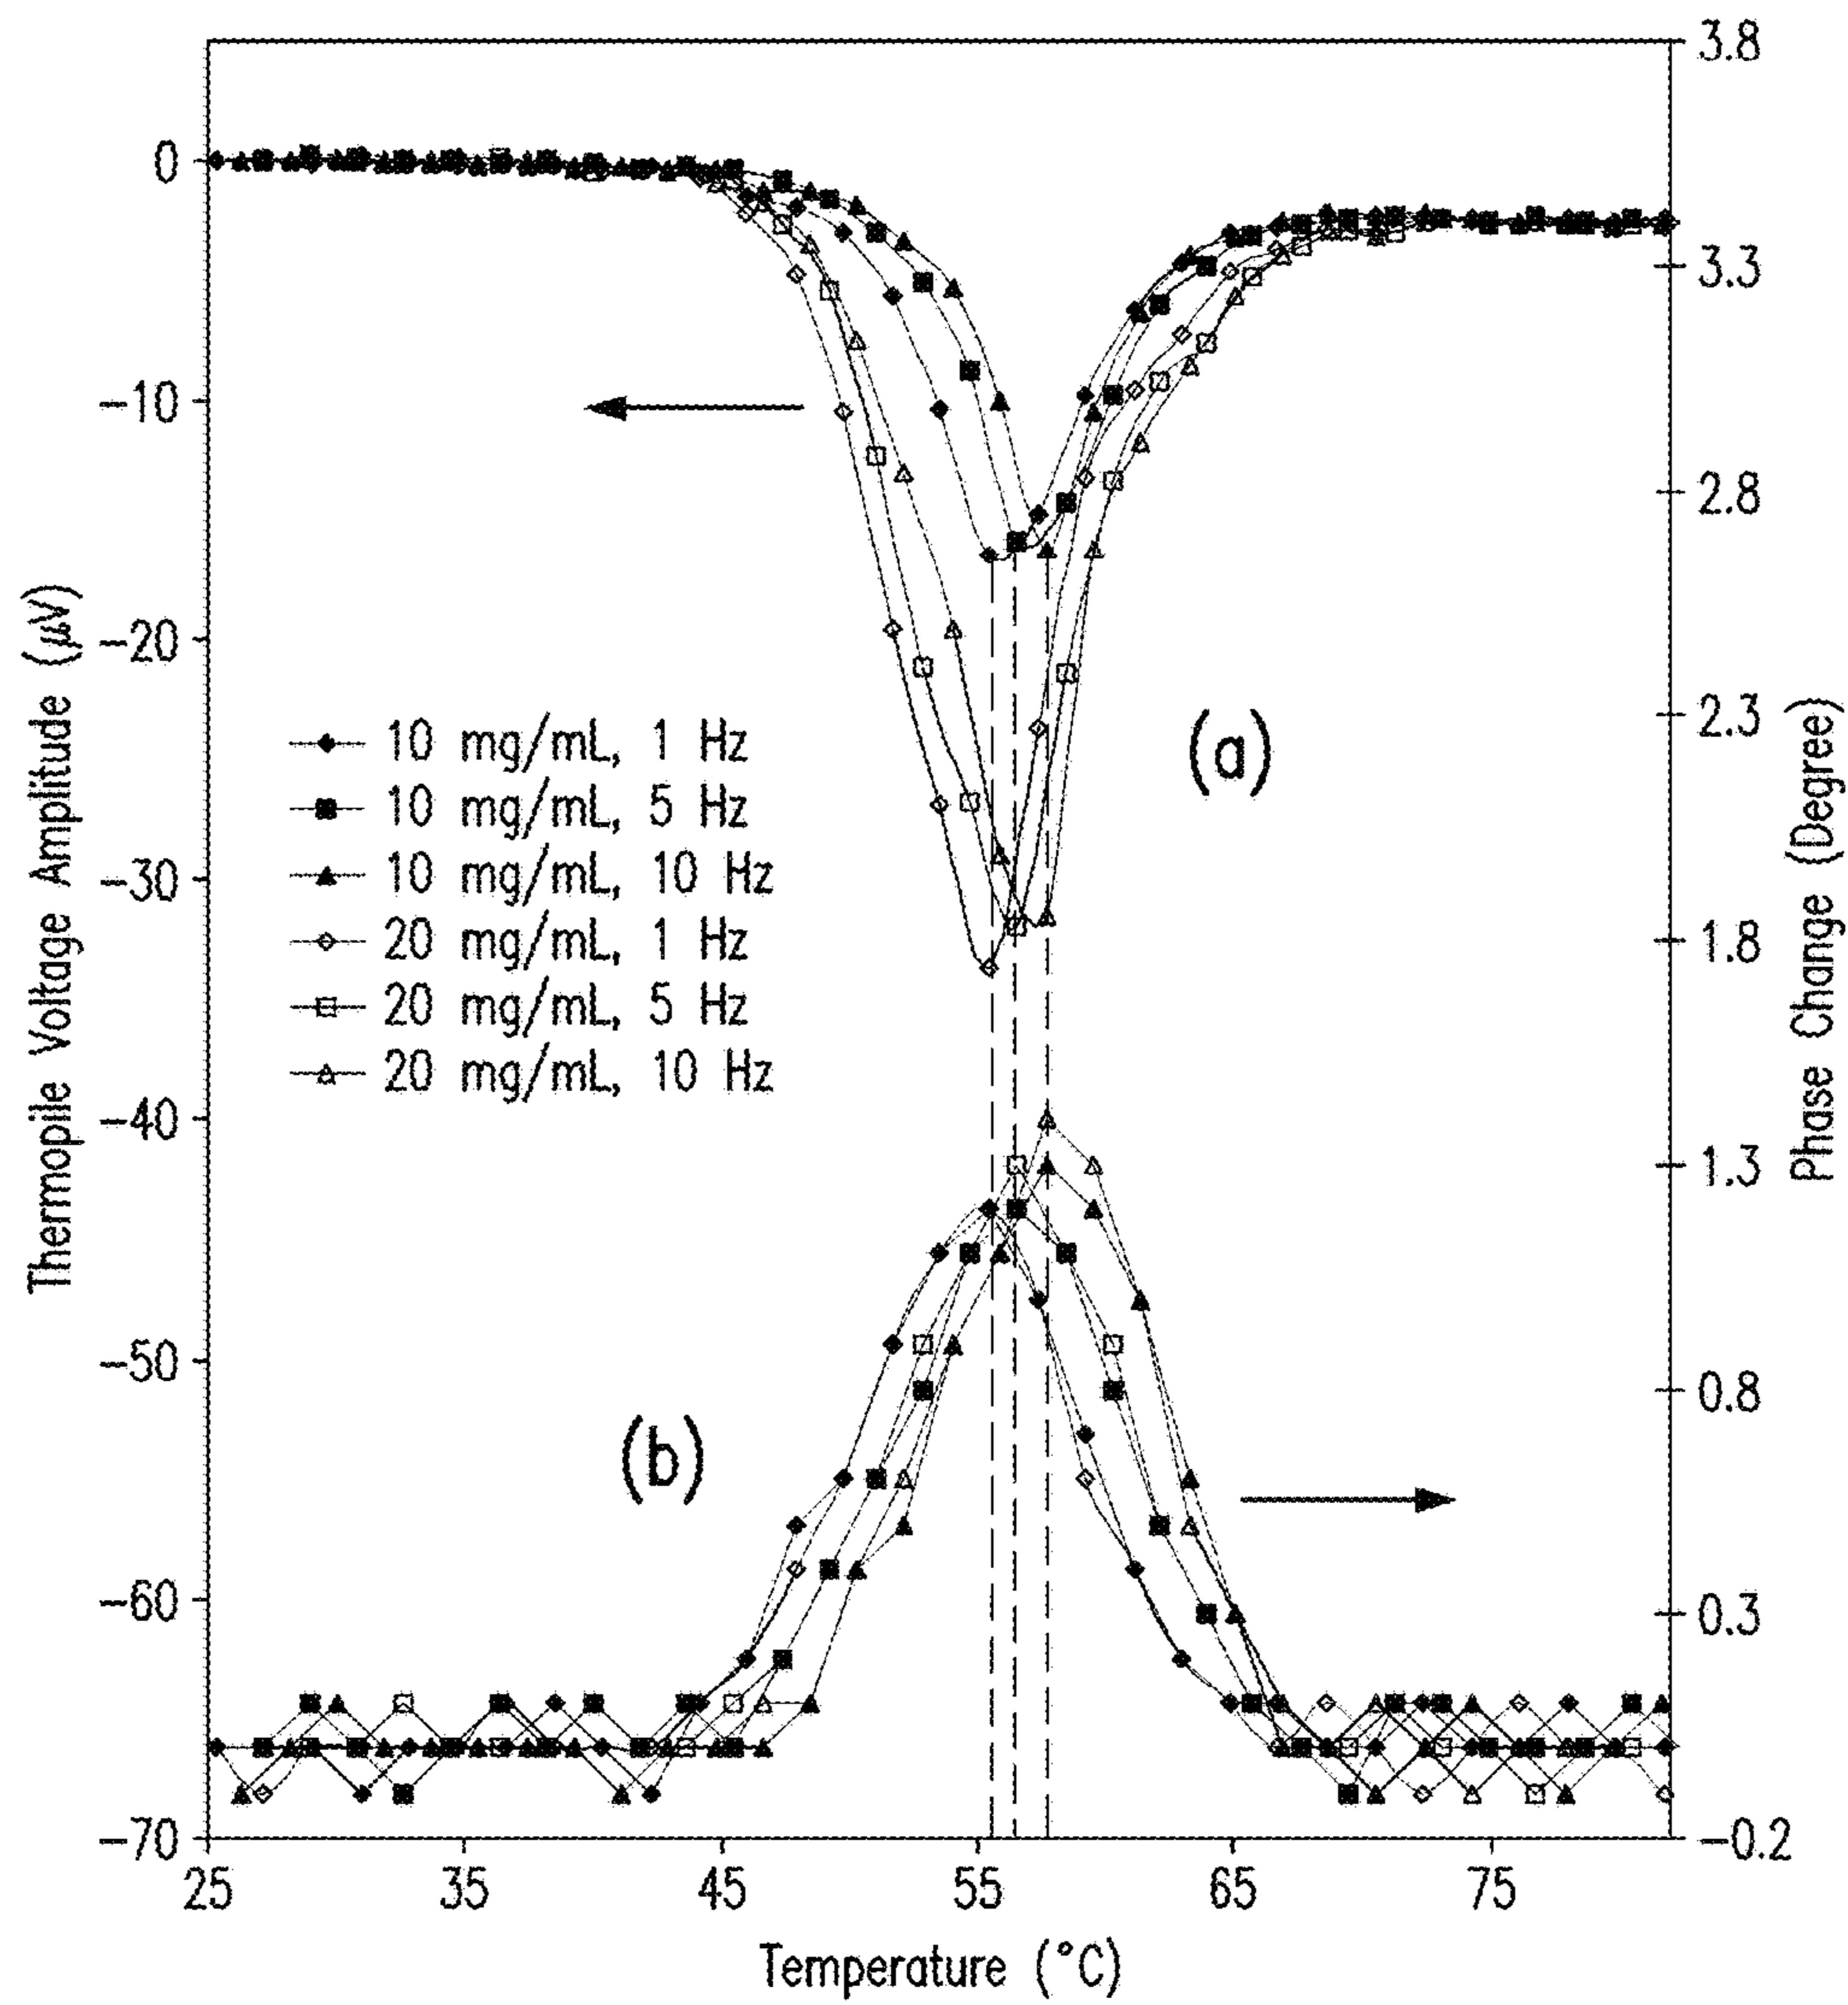 3.8
0
3.3
-10
2.8
-20
2.3
(a)
10 mg/mL, 1 Hz
10 mg/mL, 5 Hz
10 mg/mL, 10 Hz
20 mg/mL, 1 Hz
20 mg/mL, 5 Hz
20 mg/mL, 10 Hz
-30
1.8
-40
1.3
-50
0.8
(b)
-60
0.3
-70
-0.2
Thermopile Voltage Amplitude (μV)
Phase Change (Degree)
25 35 45 55 65 75
Temperature (°C)